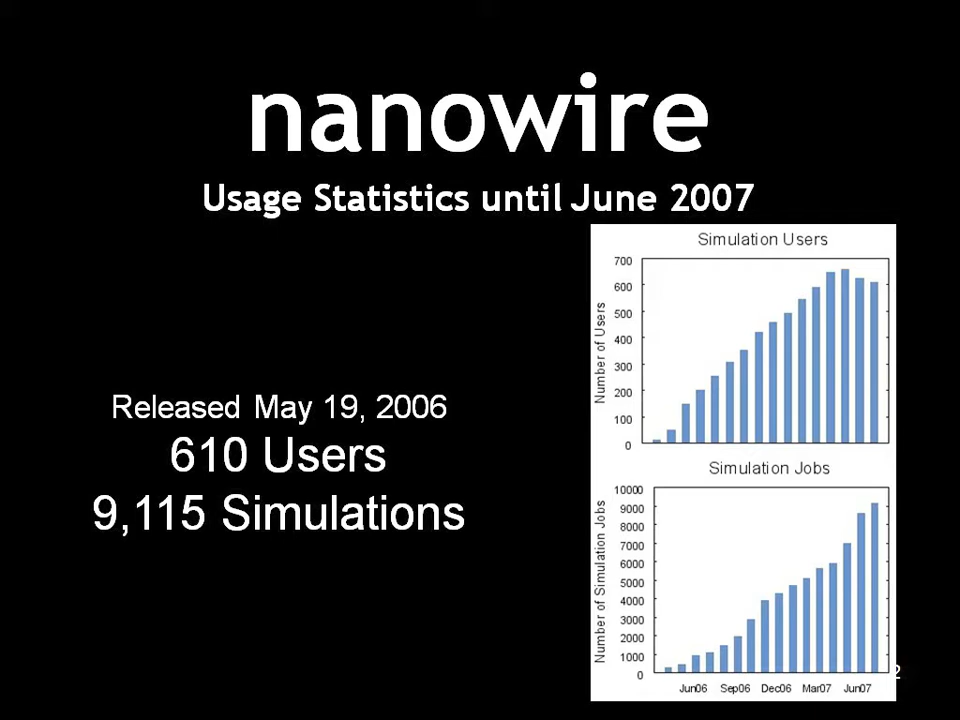 nanowire
Usage Statistics until June 2007
Released May 19, 2006
610 Users
9,115 Simulations
Simulation Users
Number of Users
700
600
500
400
300
200
100
0
Simulation Jobs
Number of Simulation Jobs
10000
9000
8000
7000
6000
5000
4000
3000
2000
1000
0
Jun06 Sep06 Dec06 Mar07 Jun07
2